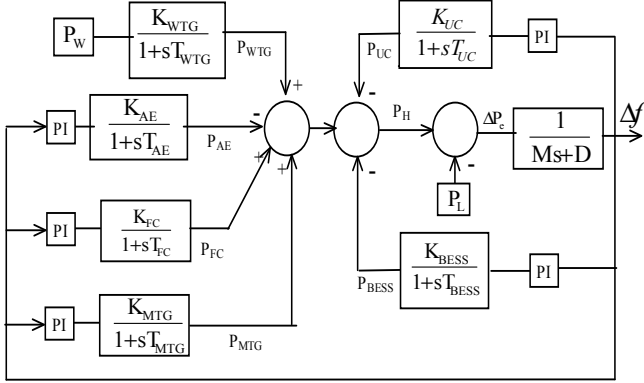 P_W
K_WTG
1+sT_WTG
P_WTG
+
K_UC
1+sT_UC
P_UC
PI
-
PI
K_AE
1+sT_AE
P_AE
-
+
+
P_H
ΔP_e
1
Ms+D
Δf
-
P_L
PI
K_FC
1+sT_FC
P_FC
-
K_BESS
1+sT_BESS
P_BESS
PI
PI
K_MTG
1+sT_MTG
P_MTG